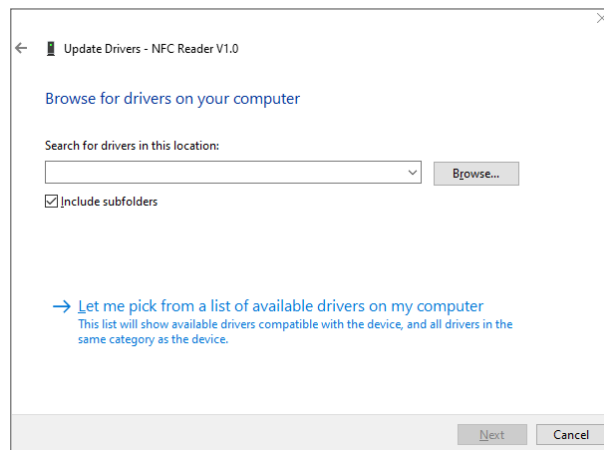 Update Drivers - NFC Reader V1.0
Browse for drivers on your computer
Search for drivers in this location:
Browse...
Include subfolders
Let me pick from a list of available drivers on my computer
This list will show available drivers compatible with the device, and all drivers in the
same category as the device.
Next
Cancel